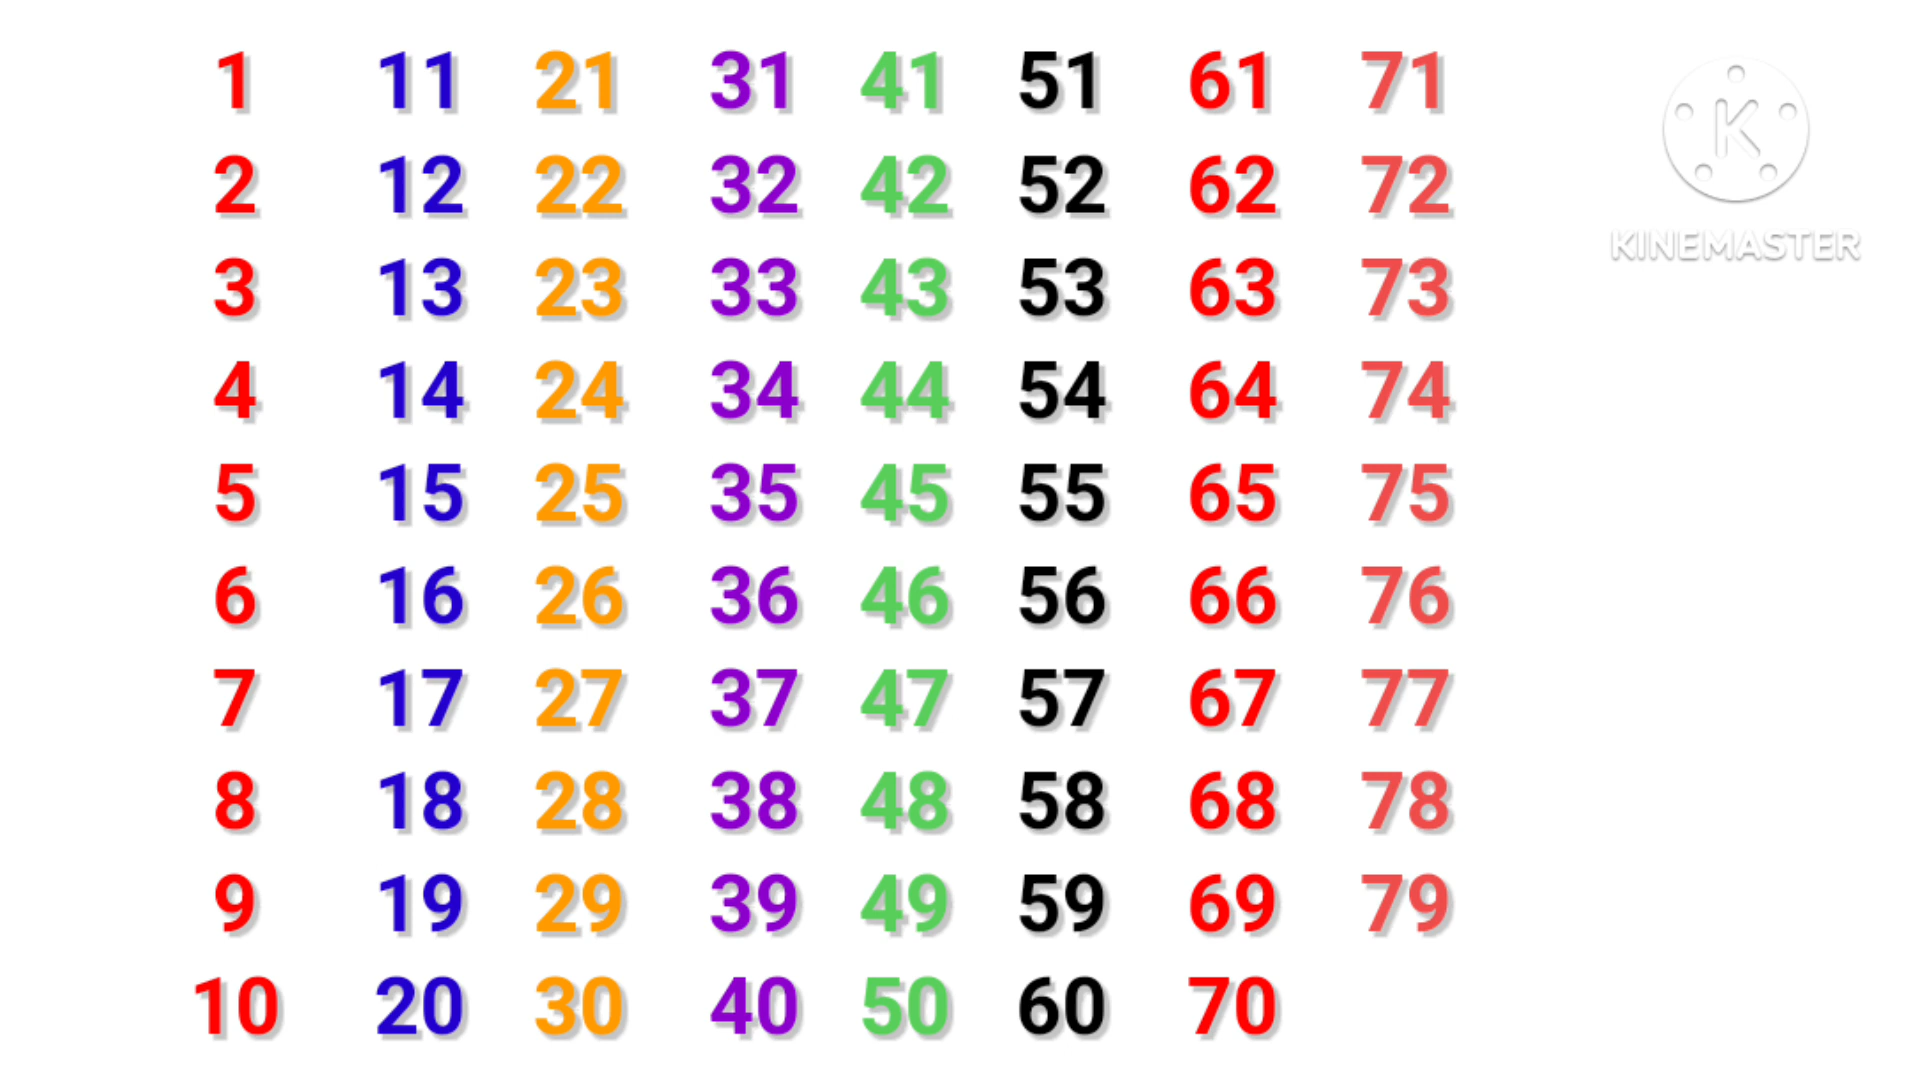 1 11 21 31 41 51 61 71
2 12 22 32 42 52 62 72
3 13 23 33 43 53 63 73
4 14 24 34 44 54 64 74
5 15 25 35 45 55 65 75
6 16 26 36 46 56 66 76
7 17 27 37 47 57 67 77
8 18 28 38 48 58 68 78
9 19 29 39 49 59 69 79
10 20 30 40 50 60 70
K
KINEMASTER